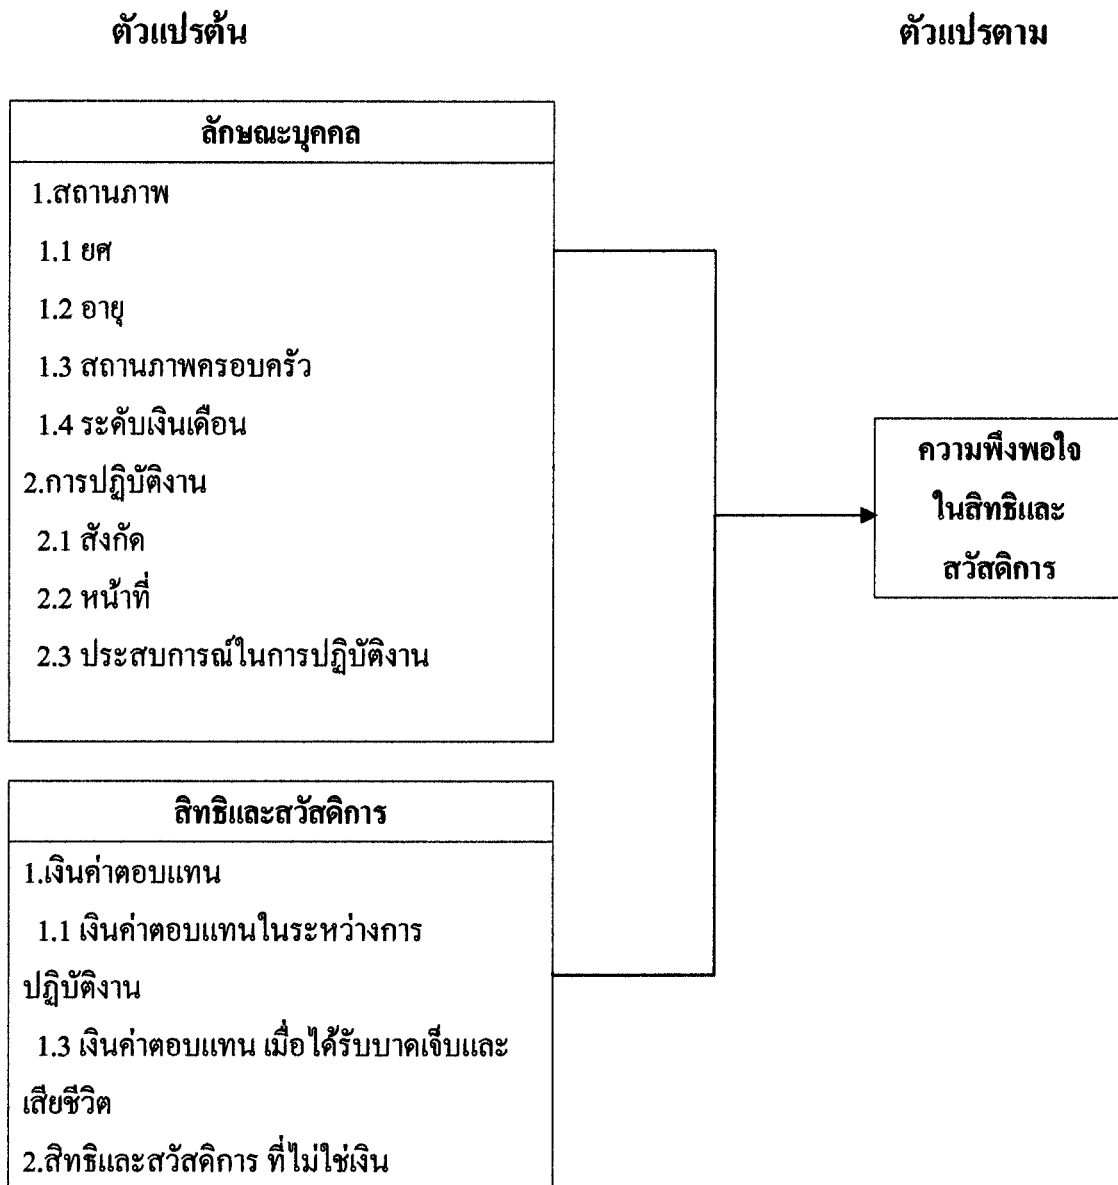 ตัวแปรต้น
ตัวแปรตาม
ลักษณะบุคคล
1.สถานภาพ
1.1 ยศ
1.2 อายุ
1.3 สถานภาพครอบครัว
1.4 ระดับเงินเดือน
2.การปฏิบัติงาน
2.1 สังกัด
2.2 หน้าที่
2.3 ประสบการณ์ในการปฏิบัติงาน
ความพึงพอใจ
ในสิทธิและ
สวัสดิการ
สิทธิและสวัสดิการ
1.เงินค่าตอบแทน
1.1 เงินค่าตอบแทนในระหว่างการ
ปฏิบัติงาน
1.3 เงินค่าตอบแทน เมื่อได้รับบาดเจ็บและ
เสียชีวิต
2.สิทธิและสวัสดิการ ที่ไม่ใช่เงิน